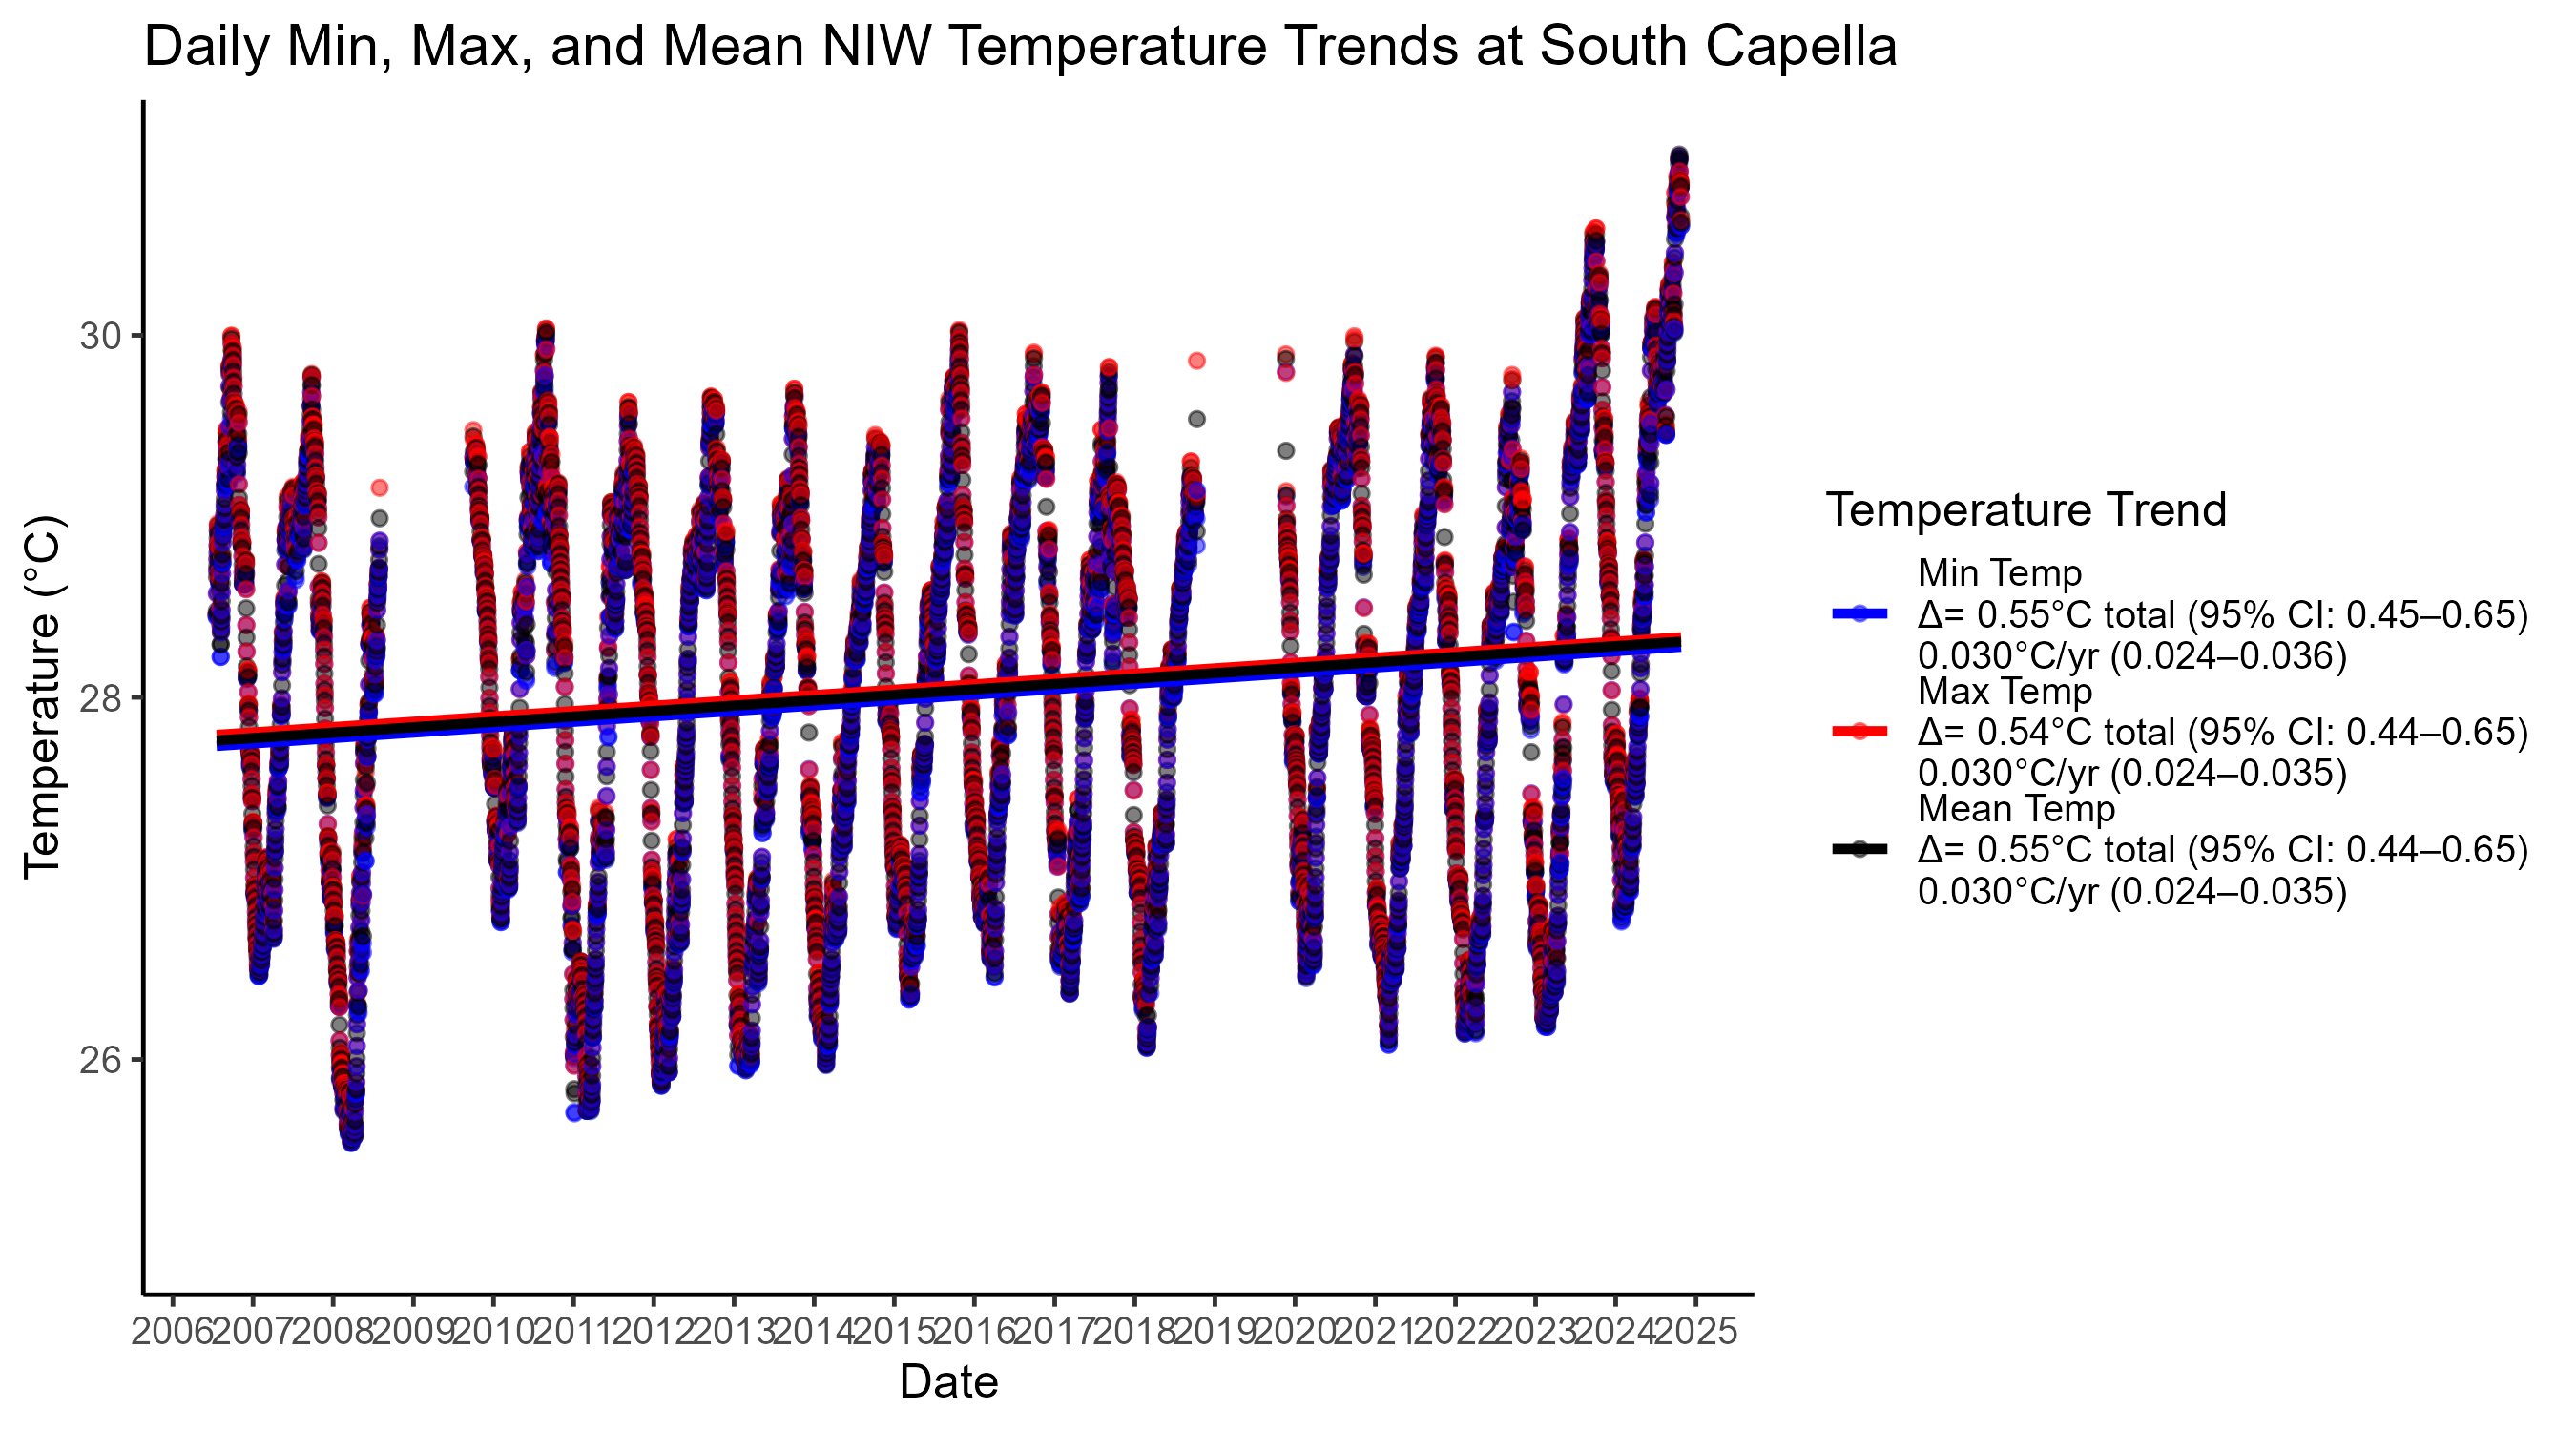 Daily Min, Max, and Mean NIW Temperature Trends at South Capella
Temperature (°C)
30
28
26
2006 2007 2008 2009 2010 2011 2012 2013 2014 2015 2016 2017 2018 2019 2020 2021 2022 2023 2024 2025
Date
Temperature Trend
Min Temp
Δ= 0.55°C total (95% CI: 0.45–0.65)
0.030°C/yr (0.024–0.036)
Max Temp
Δ= 0.54°C total (95% CI: 0.44–0.65)
0.030°C/yr (0.024–0.035)
Mean Temp
Δ= 0.55°C total (95% CI: 0.44–0.65)
0.030°C/yr (0.024–0.035)